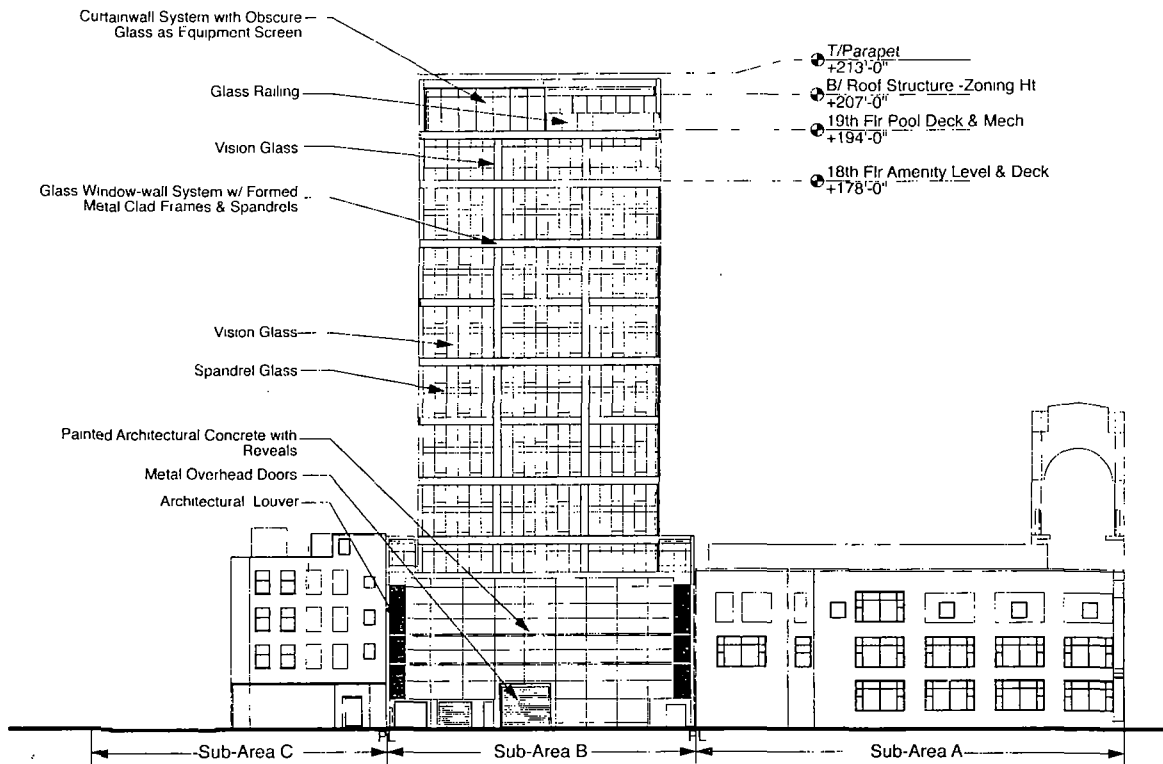 Curtainwall System with Obscure
Glass as Equipment Screen
Glass Railing
Vision Glass
Glass Window-wall System w/ Formed
Metal Clad Frames & Spandrels
Vision Glass
Spandrel Glass
Painted Architectural Concrete with
Reveals
Metal Overhead Doors
Architectural Louver
T/Parapet
+213'-0"
B/ Roof Structure -Zoning Ht
+207'-0"
19th Flr Pool Deck & Mech
+194'-0"
18th Flr Amenity Level & Deck
+178'-0"
PL
PL
Sub-Area C
Sub-Area B
Sub-Area A